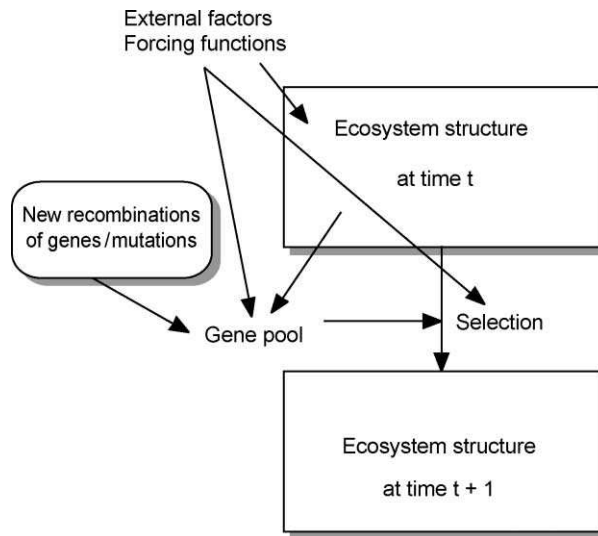 External factors
Forcing functions
Ecosystem structure
at time t
New recombinations
of genes/mutations
Gene pool
Selection
Ecosystem structure
at time t + 1